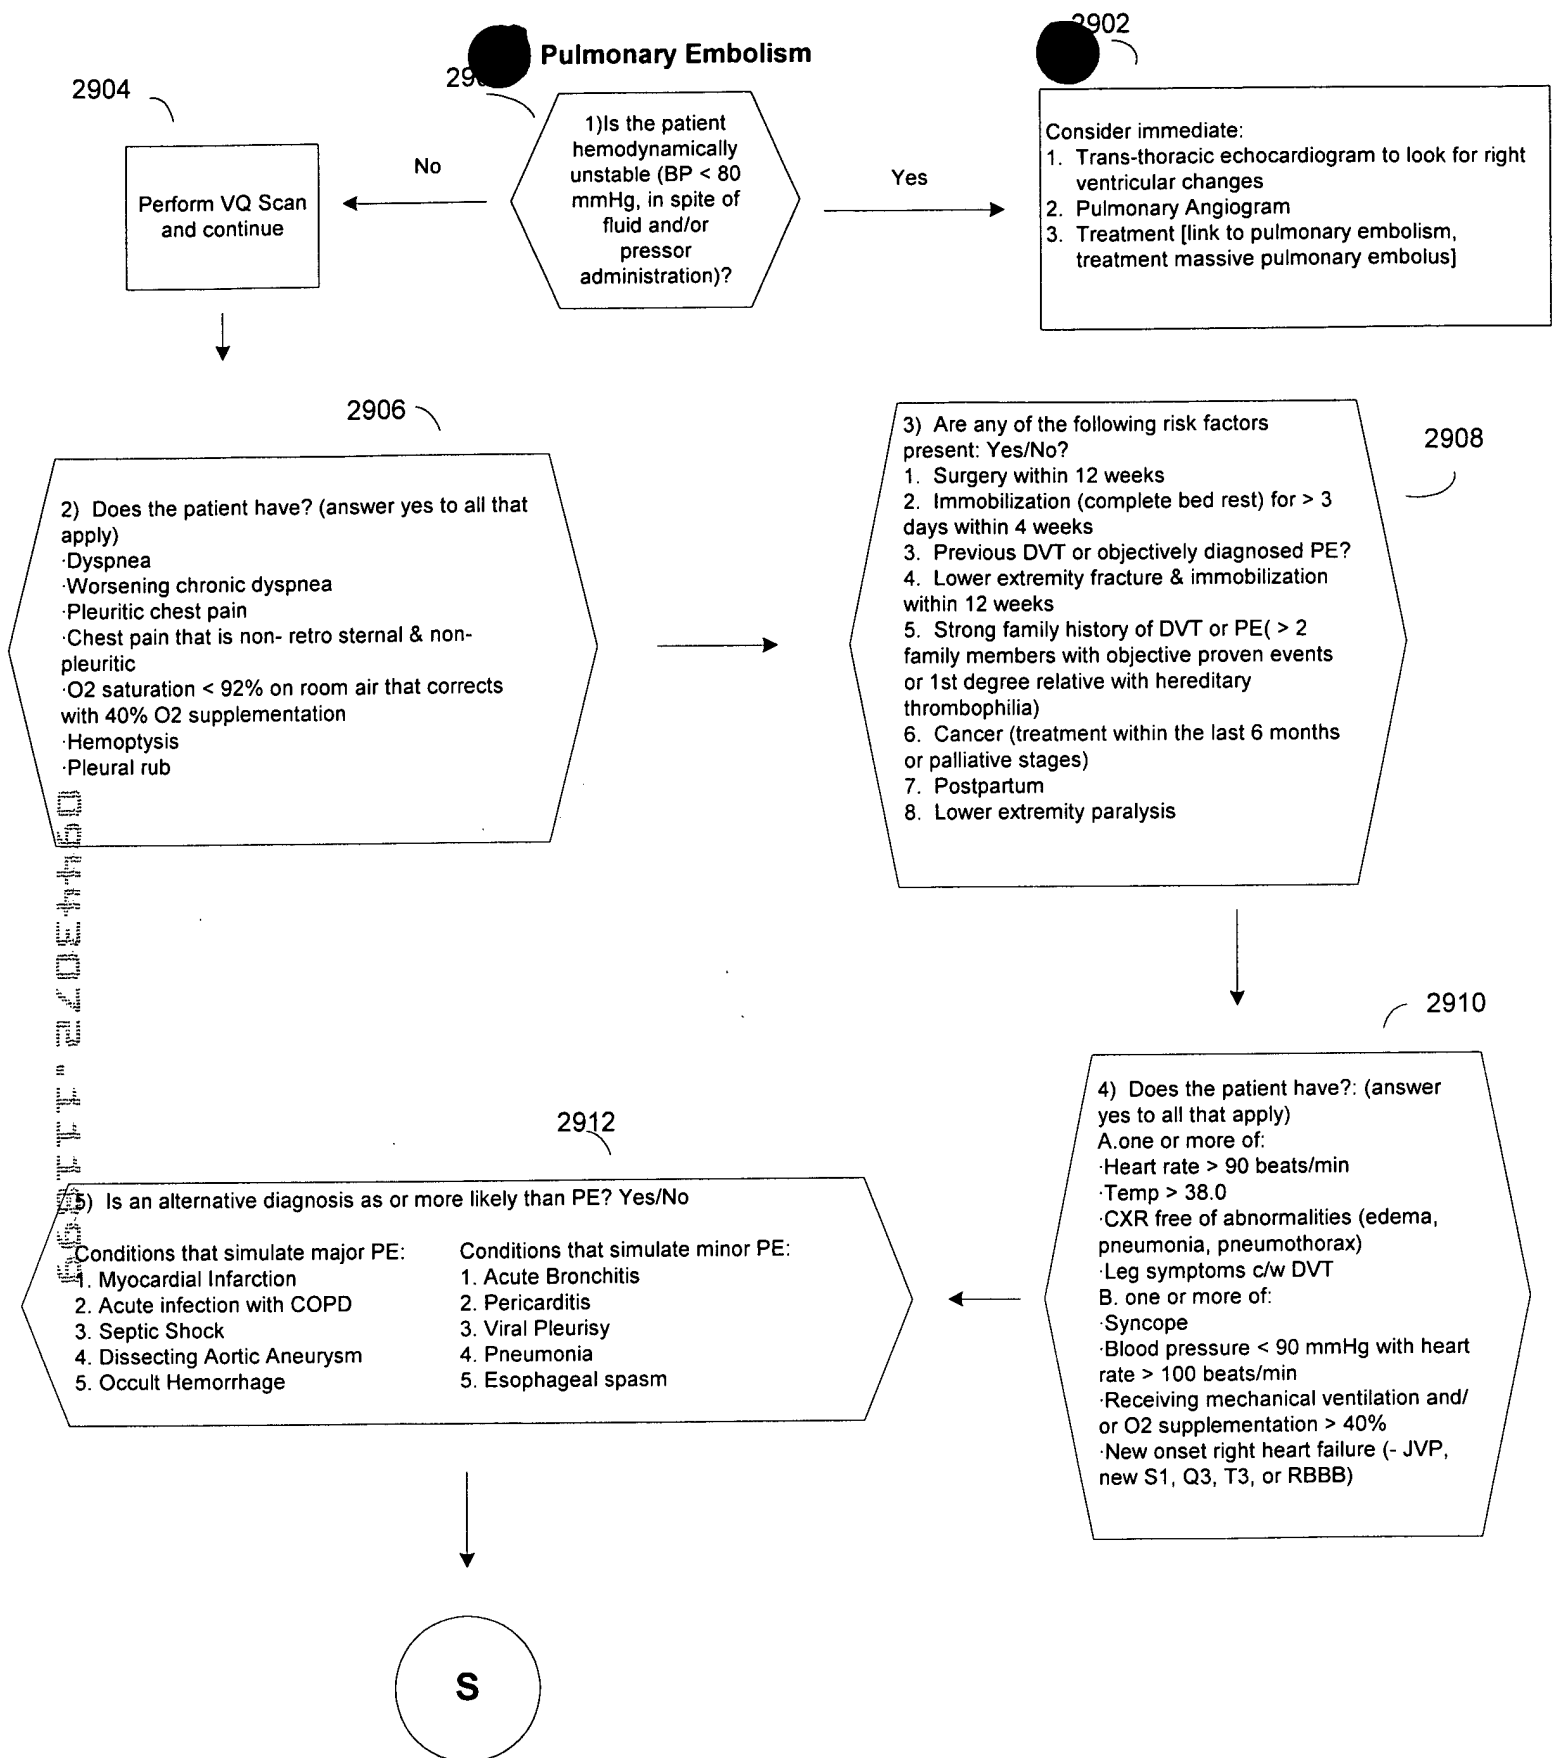 Pulmonary Embolism
2902
2904
1)Is the patient
hemodynamically
unstable (BP < 80
mmHg, in spite of
fluid and/or
pressor
administration)?
No
Yes
Perform VQ Scan
and continue
Consider immediate:
1. Trans-thoracic echocardiogram to look for right
ventricular changes
2. Pulmonary Angiogram
3. Treatment [link to pulmonary embolism,
treatment massive pulmonary embolus]
2906
2) Does the patient have? (answer yes to all that
apply)
·Dyspnea
·Worsening chronic dyspnea
·Pleuritic chest pain
·Chest pain that is non- retro sternal & non-
pleuritic
·O2 saturation < 92% on room air that corrects
with 40% O2 supplementation
·Hemoptysis
·Pleural rub
2908
3) Are any of the following risk factors
present: Yes/No?
1. Surgery within 12 weeks
2. Immobilization (complete bed rest) for > 3
days within 4 weeks
3. Previous DVT or objectively diagnosed PE?
4. Lower extremity fracture & immobilization
within 12 weeks
5. Strong family history of DVT or PE( > 2
family members with objective proven events
or 1st degree relative with hereditary
thrombophilia)
6. Cancer (treatment within the last 6 months
or palliative stages)
7. Postpartum
8. Lower extremity paralysis
2910
4) Does the patient have?: (answer
yes to all that apply)
A.one or more of:
·Heart rate > 90 beats/min
·Temp > 38.0
·CXR free of abnormalities (edema,
pneumonia, pneumothorax)
·Leg symptoms c/w DVT
B. one or more of:
·Syncope
·Blood pressure < 90 mmHg with heart
rate > 100 beats/min
·Receiving mechanical ventilation and/
or O2 supplementation > 40%
·New onset right heart failure (- JVP,
new S1, Q3, T3, or RBBB)
2912
5) Is an alternative diagnosis as or more likely than PE? Yes/No
Conditions that simulate major PE:
1. Myocardial Infarction
2. Acute infection with COPD
3. Septic Shock
4. Dissecting Aortic Aneurysm
5. Occult Hemorrhage
Conditions that simulate minor PE:
1. Acute Bronchitis
2. Pericarditis
3. Viral Pleurisy
4. Pneumonia
5. Esophageal spasm
S